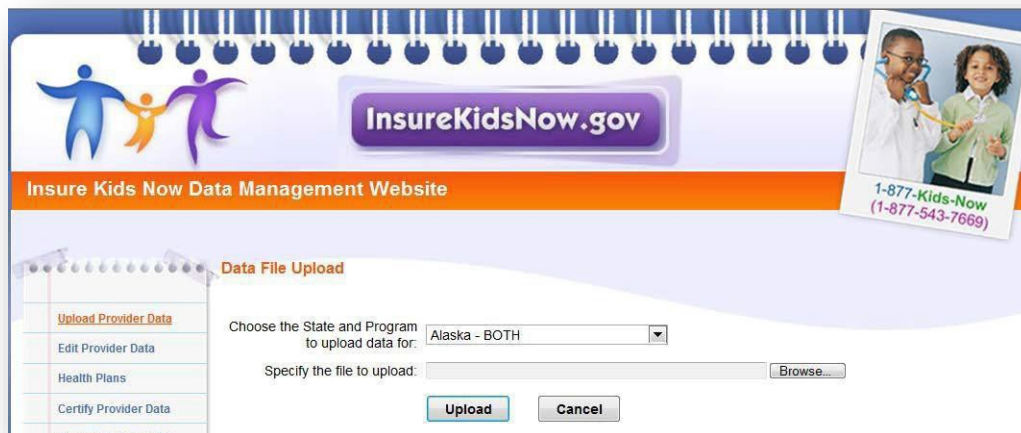 InsureKidsNow.gov
Insure Kids Now Data Management Website
1-877-Kids-Now
(1-877-543-7669)
Data File Upload
Upload Provider Data
Edit Provider Data
Health Plans
Certify Provider Data
Choose the State and Program
to upload data for:
Alaska - BOTH
Specify the file to upload:
Browse...
Upload
Cancel